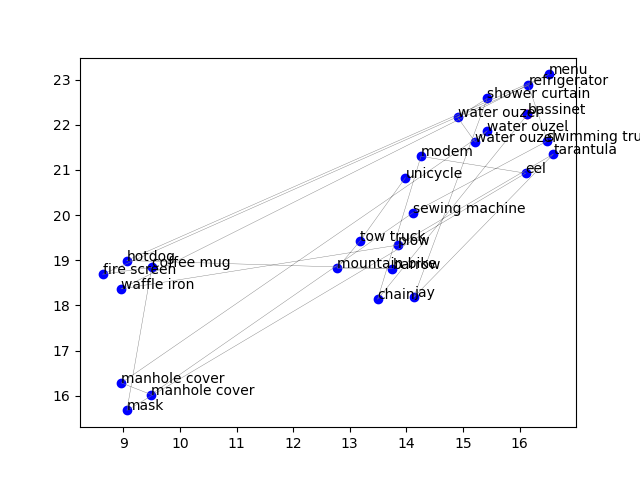 menu
refrigerator
shower curtain
bassinet
water ouzel
water ouzel
water ouzel
swimming tru
tarantula
modem
eel
unicycle
sewing machine
tow truck
plow
hotdog
coffee mug
mountain bike
barrow
fire screen
waffle iron
chain
jay
manhole cover
manhole cover
mask
23
22
21
20
19
18
17
16
9
10
11
12
13
14
15
16